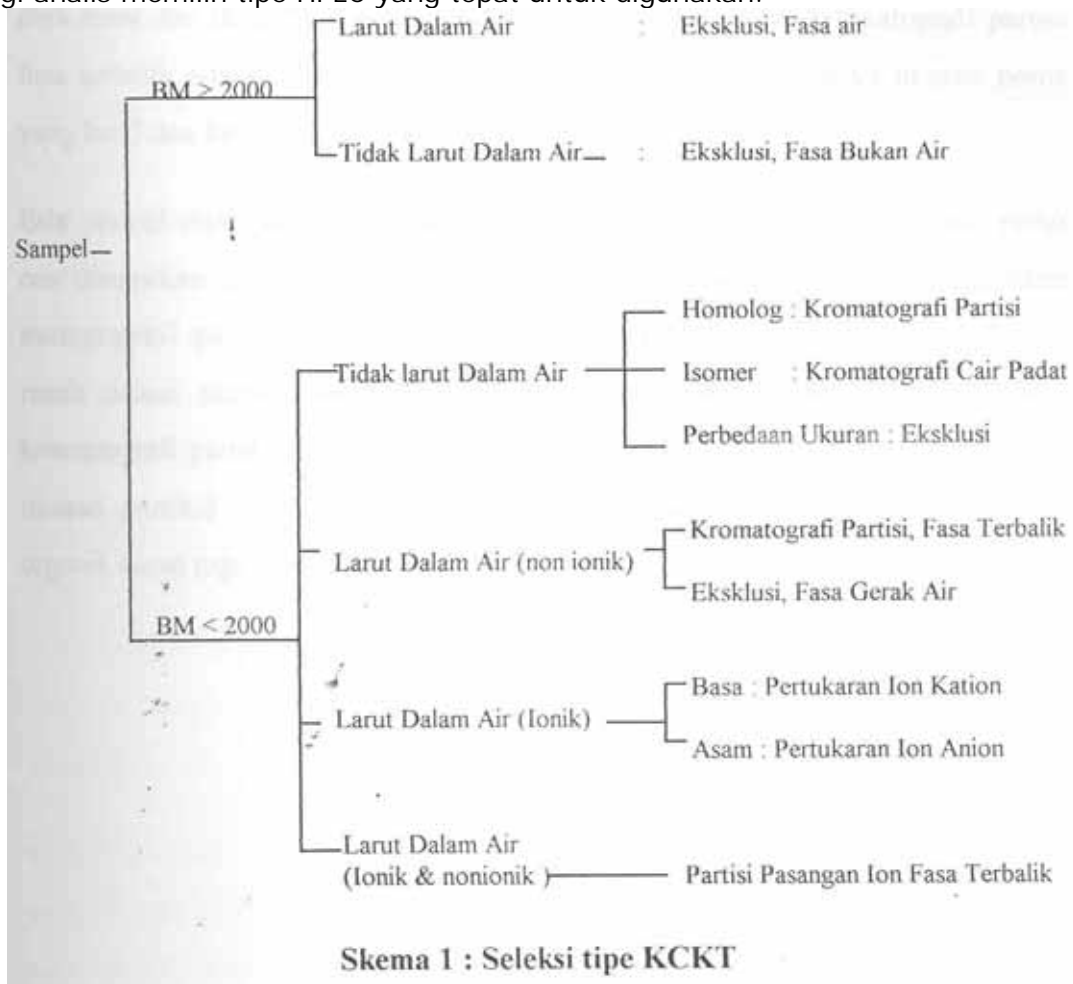 analis memilih tipe KCKT yang tepat untuk digunakan.
Larut Dalam Air : Eksklusi, Fasa air
BM > 2000
Tidak Larut Dalam Air : Eksklusi, Fasa Bukan Air
Sampel
Homolog : Kromatografi Partisi
Tidak larut Dalam Air
Isomer : Kromatografi Cair Padat
Perbedaan Ukuran : Eksklusi
Kromatografi Partisi, Fasa Terbalik
Larut Dalam Air (non ionik)
Eksklusi, Fasa Gerak Air
BM < 2000
Basa : Pertukaran Ion Kation
Larut Dalam Air (Ionik)
Asam : Pertukaran Ion Anion
Larut Dalam Air
(Ionik & nonionik ) Partisi Pasangan Ion Fasa Terbalik
Skema 1 : Seleksi tipe KCKT